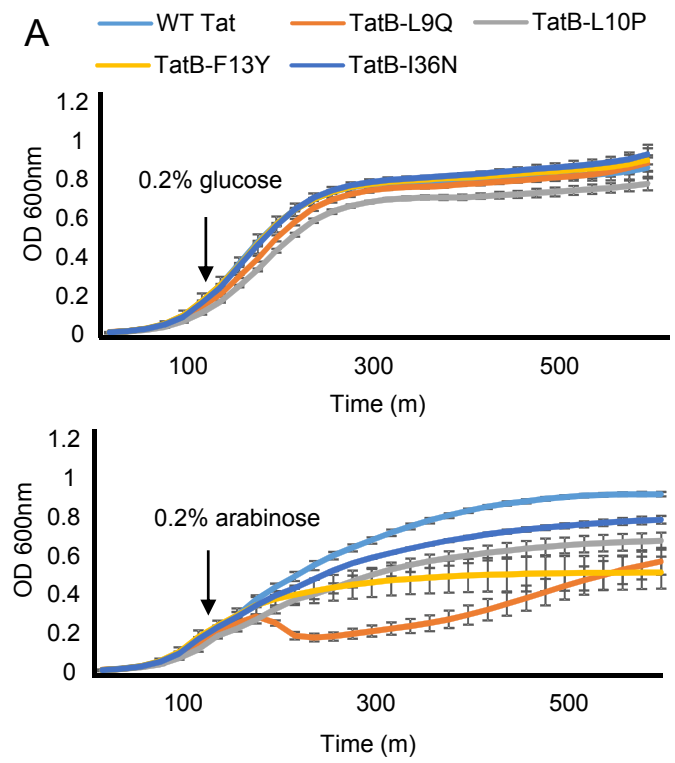 A
WT Tat TatB-L9Q TatB-L10P
TatB-F13Y TatB-I36N
1.2
1
0.8
0.6
0.4
0.2
0
OD 600nm
0.2% glucose
100 300 500
Time (m)
1.2
1
0.8
0.6
0.4
0.2
0
OD 600nm
0.2% arabinose
100 300 500
Time (m)